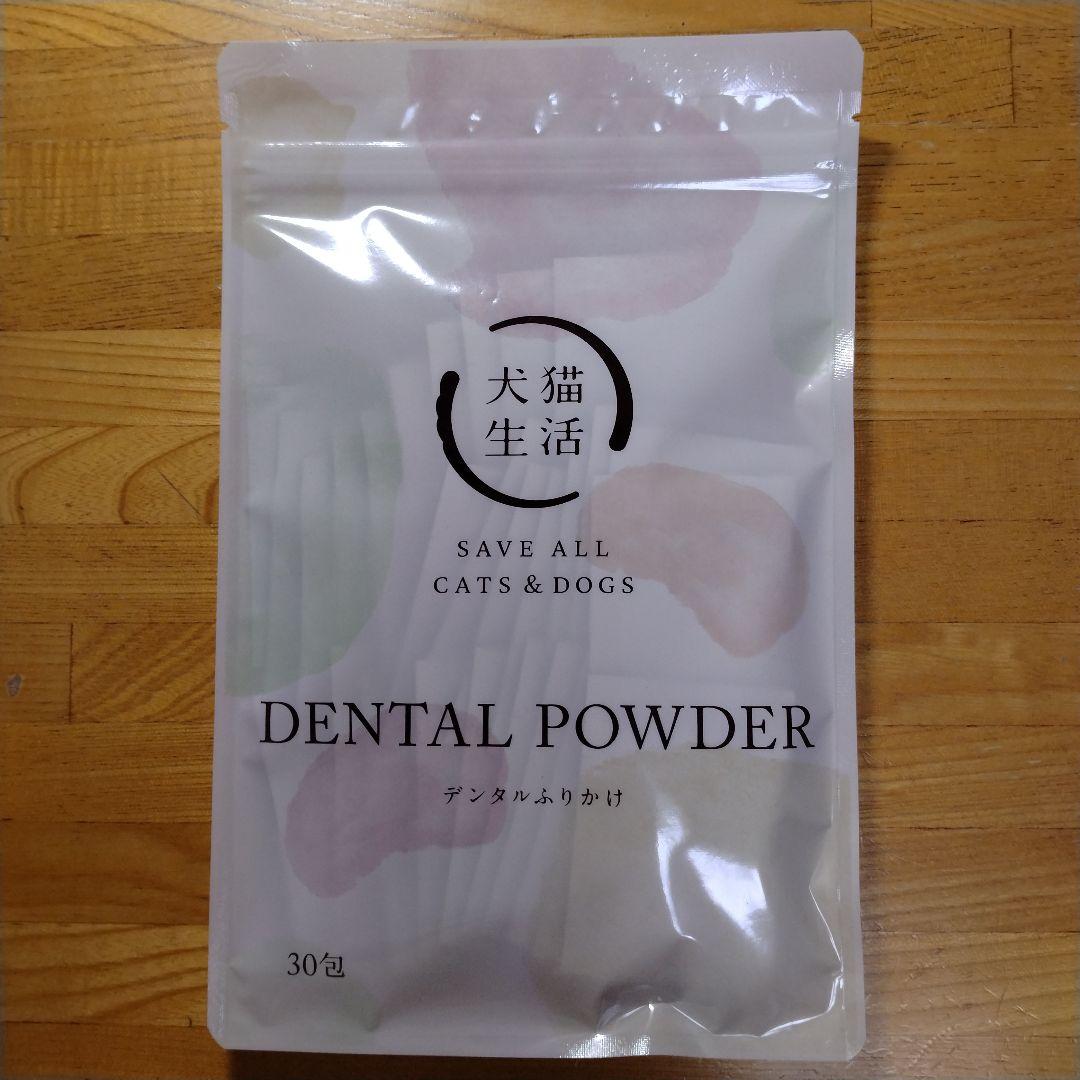 犬猫
生活
SAVE ALL
CATS & DOGS
DENTAL POWDER
デンタルふりかけ
30包